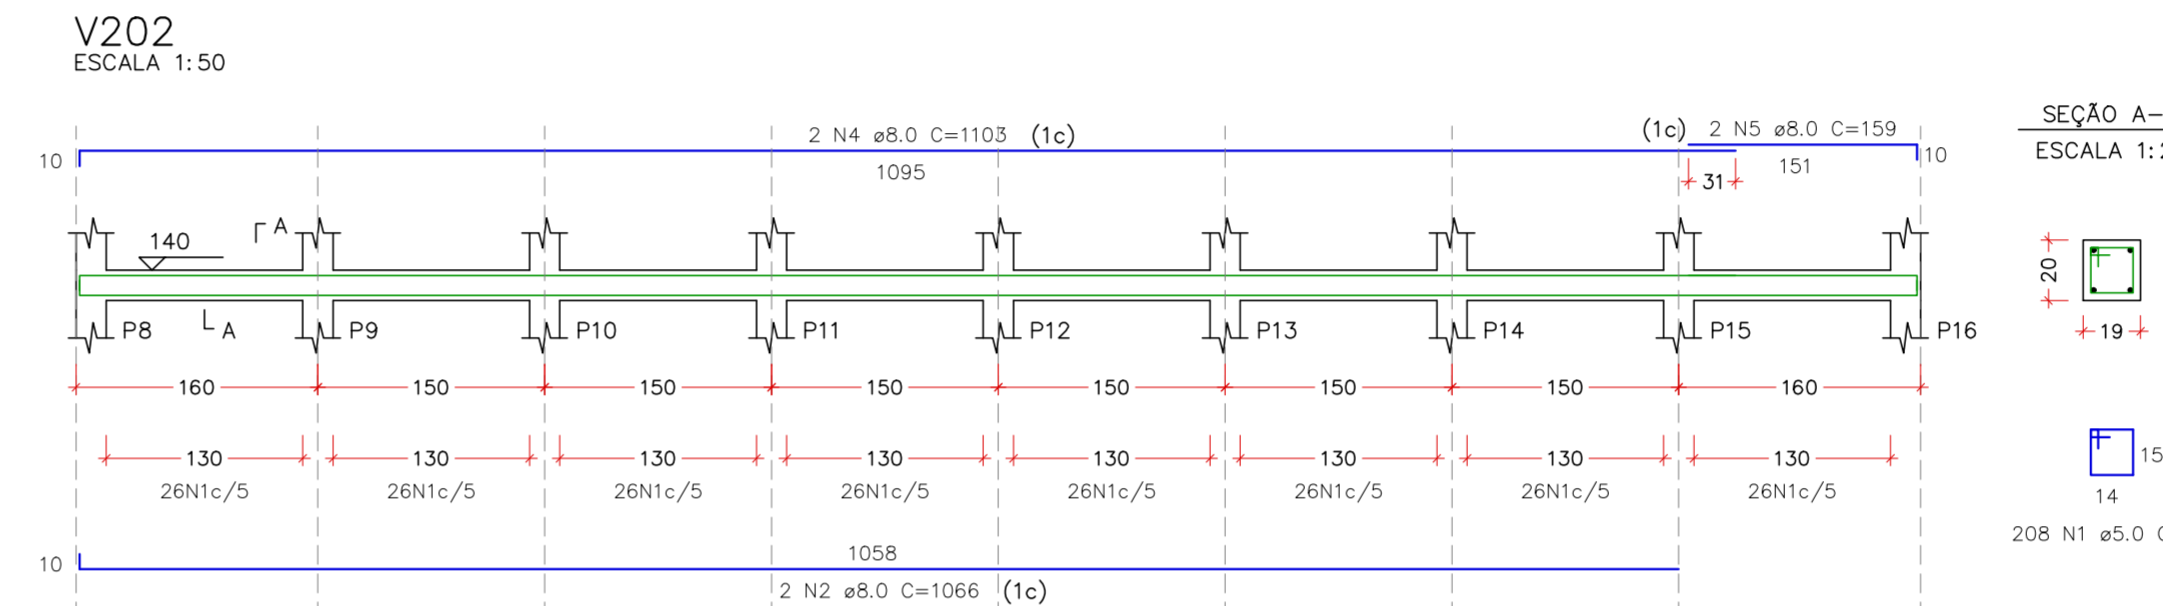 V202
ESCALA 1:50
SEÇÃO A–
ESCALA 1:2
2 N4 ø8.0 C=1103 (1c)
(1c) 2 N5 ø8.0 C=159
10
1095
151
10
31
A
140
A
P8 P9 P10 P11 P12 P13 P14 P15 P16
20
19
160 150 150 150 150 150 150 160
130 130 130 130 130 130 130 130
26N1c/5 26N1c/5 26N1c/5 26N1c/5 26N1c/5 26N1c/5 26N1c/5 26N1c/5
15
14
208 N1 ø5.0
10
1058
2 N2 ø8.0 C=1066 (1c)